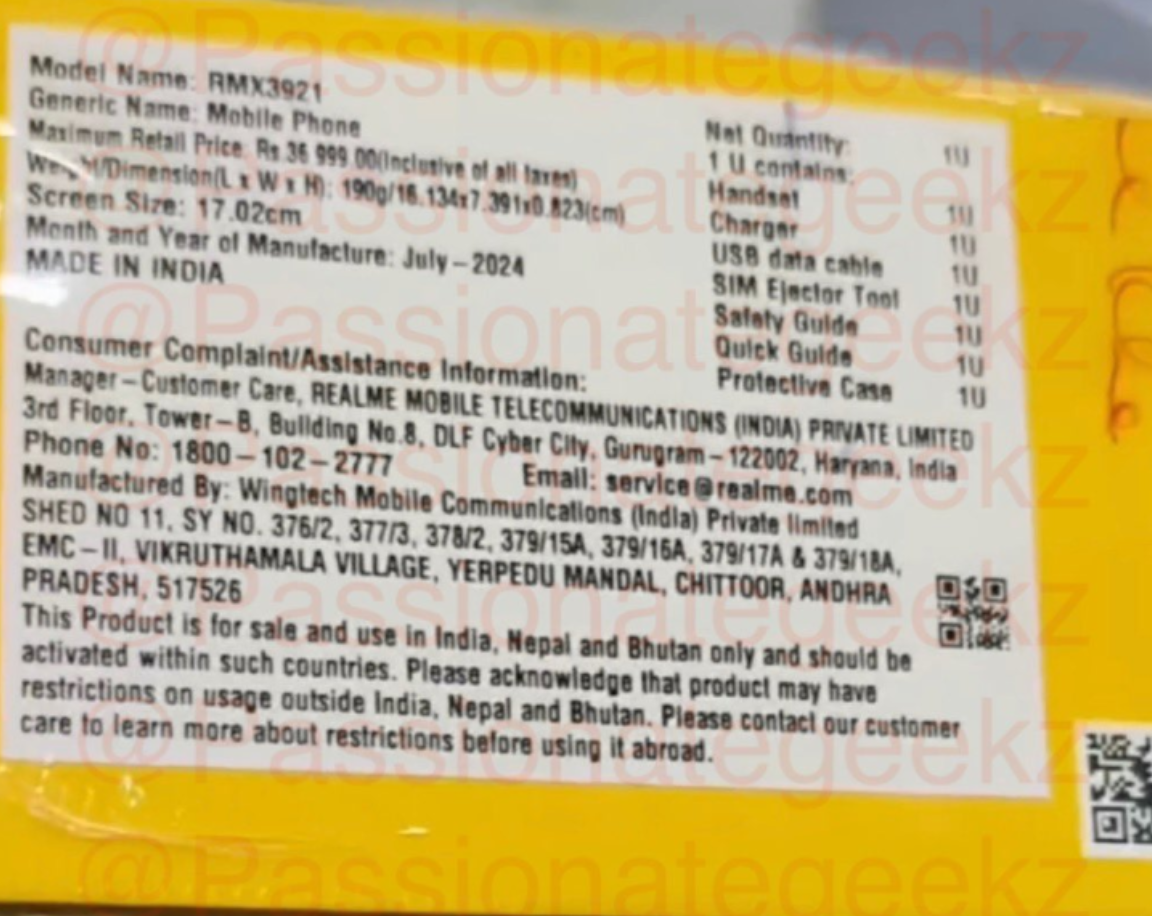 @Passionategeekz
Model Name: RMX3921
Generic Name: Mobile Phone
Maximum Retail Price: Rs.36 999.00(Inclusive of all taxes)
Weight/Dimension(L x W x H): 190g/16.134x7.391x0.823(cm)
Screen Size: 17.02cm
Month and Year of Manufacture: July-2024
MADE IN INDIA
Net Quantity: 1U
1 U contains:
Handset 1U
Charger 1U
USB data cable 1U
SIM Ejector Tool 1U
Safety Guide 1U
Quick Guide 1U
Protective Case 1U
@Passionategeekz
Consumer Complaint/Assistance Information:
Manager-Customer Care, REALME MOBILE TELECOMMUNICATIONS (INDIA) PRIVATE LIMITED
3rd Floor, Tower-B, Building No.8, DLF Cyber City, Gurugram-122002, Haryana, India
Phone No: 1800-102-2777 Email: service@realme.com
Manufactured By: Wingtech Mobile Communications (India) Private limited
SHED NO 11, SY NO. 376/2, 377/3, 378/2, 379/15A, 379/16A, 379/17A & 379/18A,
EMC-II, VIKRUTHAMALA VILLAGE, YERPEDU MANDAL, CHITTOOR, ANDHRA
PRADESH, 517526
This Product is for sale and use in India, Nepal and Bhutan only and should be
activated within such countries. Please acknowledge that product may have
restrictions on usage outside India, Nepal and Bhutan. Please contact our customer
care to learn more about restrictions before using it abroad.
@Passionategeekz